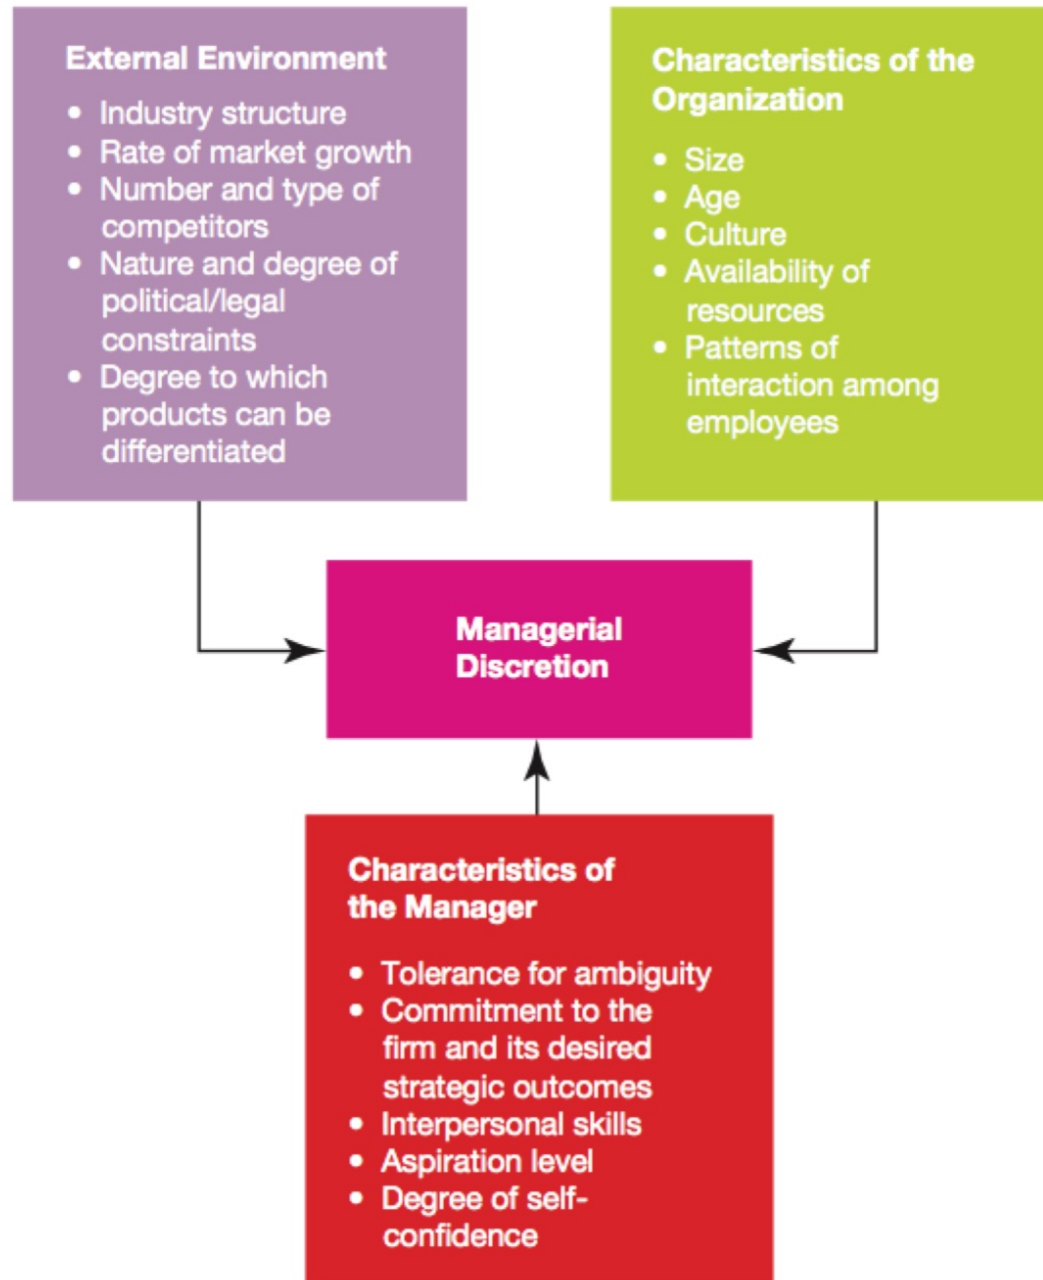 External Environment
• Industry structure
• Rate of market growth
• Number and type of
competitors
• Nature and degree of
political/legal
constraints
• Degree to which
products can be
differentiated
Characteristics of the
Organization
• Size
• Age
• Culture
• Availability of
resources
• Patterns of
interaction among
employees
Managerial
Discretion
Characteristics of
the Manager
• Tolerance for ambiguity
• Commitment to the
firm and its desired
strategic outcomes
• Interpersonal skills
• Aspiration level
• Degree of self-
confidence